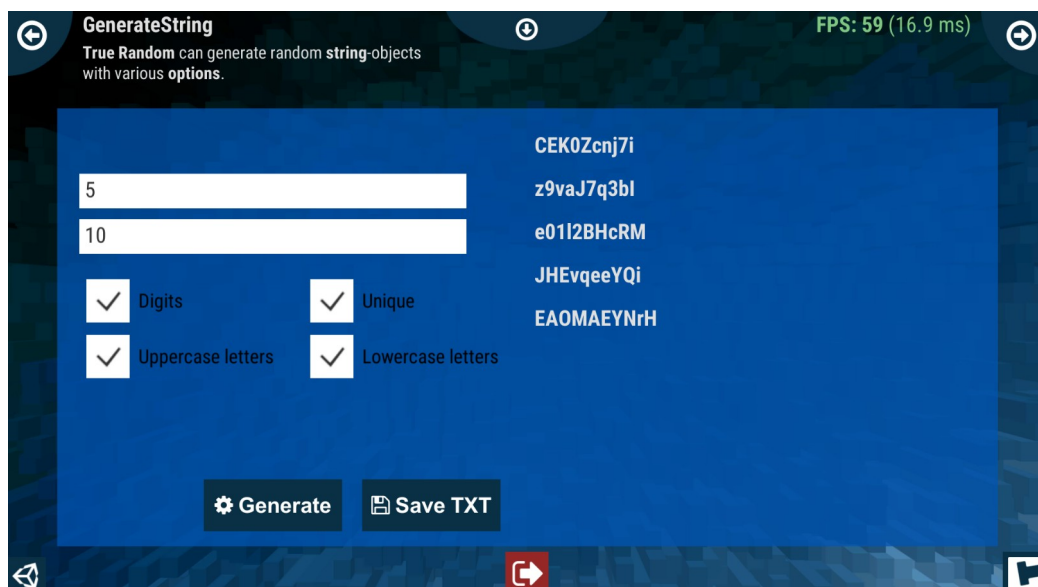 GenerateString
True Random can generate random string-objects
with various options.
FPS: 59 (16.9 ms)
5
10
Digits
Unique
Uppercase letters
Lowercase letters
Generate
Save TXT
CEK0Zcnj7i
z9vaJ7q3bI
e01l2BHcRM
JHEvqeeYQi
EAOMAEYNrH